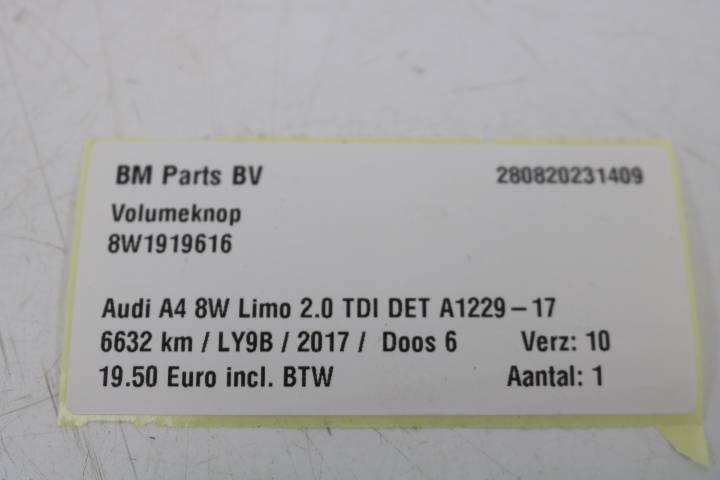 BM Parts BV 280820231409
Volumeknop
8W1919616
Audi A4 8W Limo 2.0 TDI DET A1229-17
6632 km / LY9B / 2017 / Doos 6 Verz: 10
19.50 Euro incl. BTW Aantal: 1